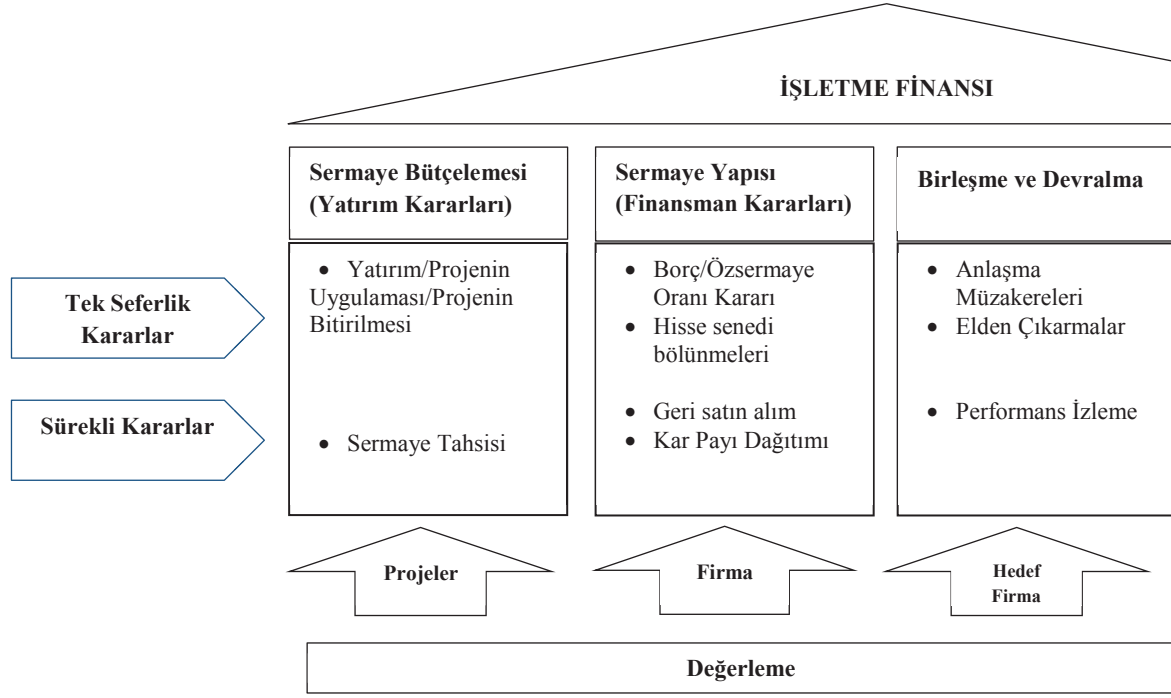 İŞLETME FİNANSI
Sermaye Bütçelemesi
(Yatırım Kararları)
Sermaye Yapısı
(Finansman Kararları)
Birleşme ve Devralma
Tek Seferlik
Kararlar
• Yatırım/Projenin
Uygulaması/Projenin
Bitirilmesi
• Borç/Özsermaye
Oranı Kararı
• Hisse senedi
bölünmeleri
• Anlaşma
Müzakereleri
• Elden Çıkarmalar
Sürekli Kararlar
• Sermaye Tahsisi
• Geri satın alım
• Kar Payı Dağıtımı
• Performans İzleme
Projeler
Firma
Hedef
Firma
Değerleme